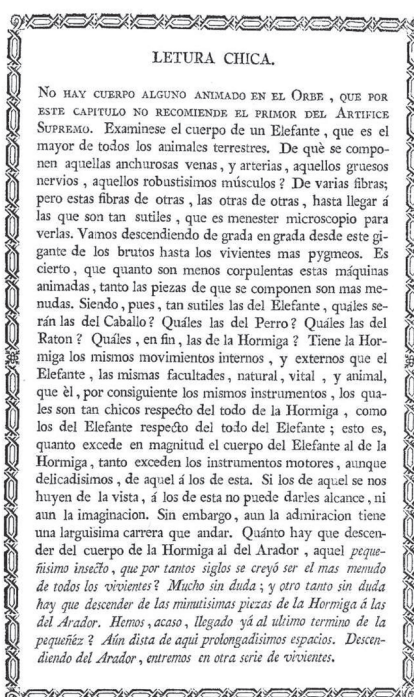 LETURA CHICA.
No hay cuerpo alguno animado en el Orbe , que por
este capitulo no recomiende el primor del Artifice
Supremo. Examinese el cuerpo de un Elefante , que es el
mayor de todos los animales terrestres. De què se compo-
nen aquellas anchurosas venas , y arterias , aquellos gruesos
nervios , aquellos robustisimos músculos ? De varias fibras;
pero estas fibras de otras , las otras de otras , hasta llegar á
las que son tan sutiles , que es menester microscopio para
verlas. Vamos descendiendo de grada en grada desde este gi-
gante de los brutos hasta los vivientes mas pygmeos. Es
cierto , que quanto son menos corpulentas estas máquinas
animadas , tanto las piezas de que se componen son mas me-
nudas. Siendo , pues , tan sutiles las del Elefante , quáles se-
rán las del Caballo ? Quáles las del Perro ? Quáles las del
Raton ? Quáles , en fin , las de la Hormiga ? Tiene la Hor-
miga los mismos movimientos internos , y externos que el
Elefante , las mismas facultades , natural , vital , y animal,
que èl , por consiguiente los mismos instrumentos , los qua-
les son tan chicos respecto del todo de la Hormiga , como
los del Elefante respecto del todo del Elefante ; esto es,
quanto excede en magnitud el cuerpo del Elefante al de la
Hormiga , tanto exceden los instrumentos motores , aunque
delicadisimos , de aquel á los de esta. Si los de aquel se nos
huyen de la vista , á los de esta no puede darles alcance , ni
aun la imaginacion. Sin embargo , aun la admiracion tiene
una larguisima carrera que andar. Quánto hay que descen-
der del cuerpo de la Hormiga al del Arador , aquel peque-
ñisimo insecto , que por tantos siglos se creyó ser el mas menudo
de todos los vivientes ? Mucho sin duda ; y otro tanto sin duda
hay que descender de las minutisimas piezas de la Hormiga á las
del Arador. Hemos , acaso , llegado yá al ultimo termino de la
pequeñéz ? Aún dista de aqui prolongadisimos espacios. Descen-
diendo del Arador , entremos en otra serie de vivientes.